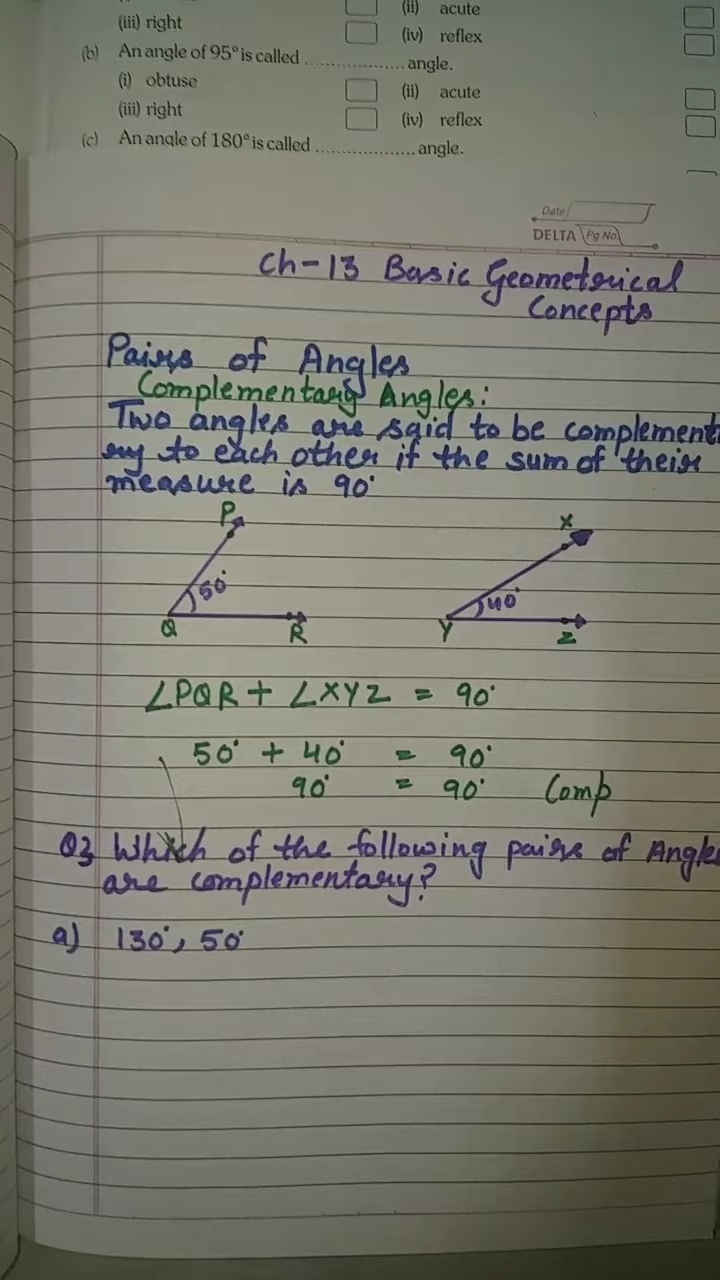 (ii) acute
(iii) right
(iv) reflex
(b) An angle of 95° is called .................. angle.
(i) obtuse
(ii) acute
(iii) right
(iv) reflex
(c) An angle of 180° is called .................. angle.
Date
DELTA Pg No
Ch-13 Basic Geometrical
Concepts
Pairs of Angles
Complementary Angles:
Two angles are said to be complement
ary to each other if the sum of their
measure is 90°
P
50°
Q
R
X
40°
Y
Z
∠PQR + ∠XYZ = 90°
50° + 40° = 90°
90° = 90° Comp
Q3 Which of the following pairs of Angles
are complementary?
a) 130°, 50°